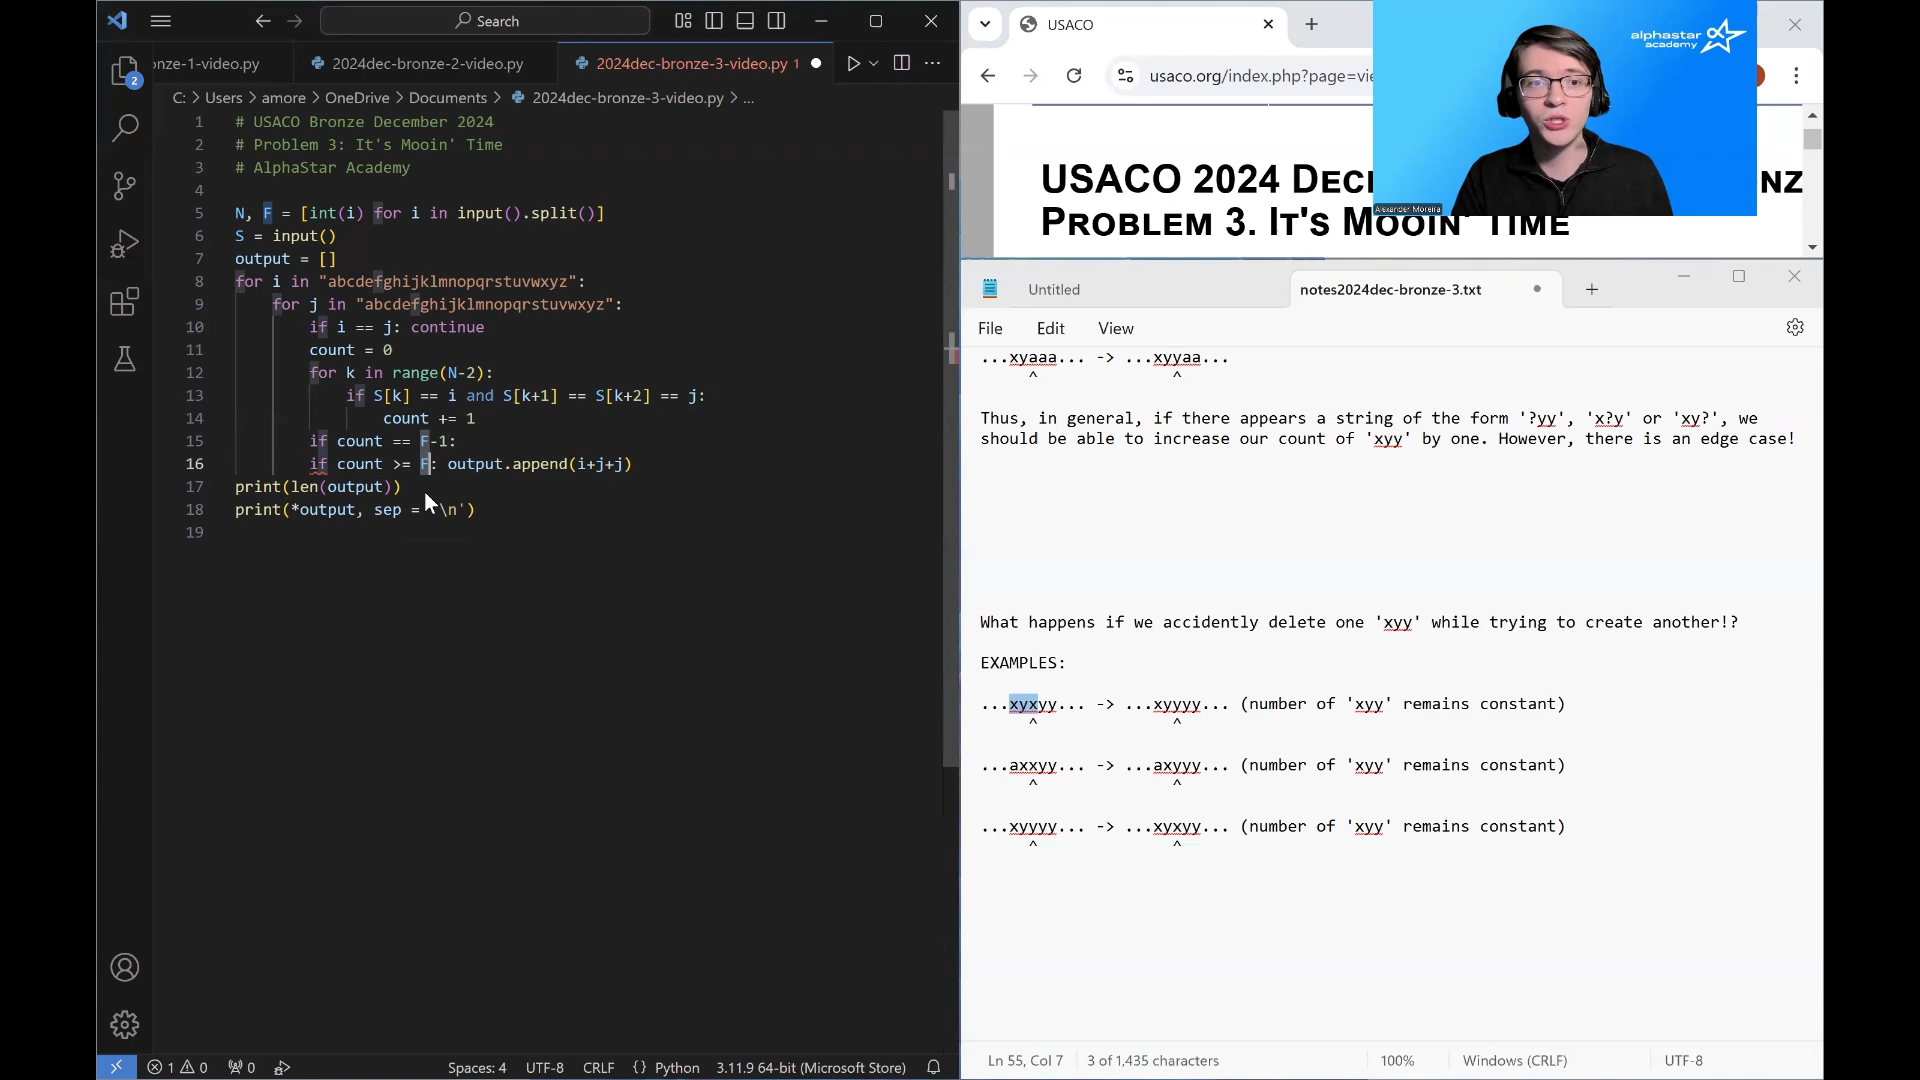 Search
nze-1-video.py
2024dec-bronze-2-video.py
2024dec-bronze-3-video.py 1
C: > Users > amore > OneDrive > Documents > 2024dec-bronze-3-video.py > ...
2
1 # USACO Bronze December 2024
2 # Problem 3: It's Mooin' Time
3 # AlphaStar Academy
4
5 N, F = [int(i) for i in input().split()]
6 S = input()
7 output = []
8 for i in "abcdefghijklmnopqrstuvwxyz":
9 for j in "abcdefghijklmnopqrstuvwxyz":
10 if i == j: continue
11 count = 0
12 for k in range(N-2):
13 if S[k] == i and S[k+1] == S[k+2] == j:
14 count += 1
15 if count == F-1:
16 if count >= F: output.append(i+j+j)
17 print(len(output))
18 print(*output, sep = \n')
19
1 0 0 Spaces: 4 UTF-8 CRLF {} Python 3.11.9 64-bit (Microsoft Store)
USACO
usaco.org/index.php?page=vie
alphastar
academy
Alexander Moreira
USACO 2024 DEC NZ
PROBLEM 3. IT'S MOOIN' TIME
Untitled
notes2024dec-bronze-3.txt
File Edit View
...xyaaa... -> ...xyyaa...
^ ^
Thus, in general, if there appears a string of the form '?yy', 'x?y' or 'xy?', we
should be able to increase our count of 'xyy' by one. However, there is an edge case!
What happens if we accidently delete one 'xyy' while trying to create another!?
EXAMPLES:
...xyxyy... -> ...xyyyy... (number of 'xyy' remains constant)
^ ^
...axxyy... -> ...axyyy... (number of 'xyy' remains constant)
^ ^
...xyyyy... -> ...xyxyy... (number of 'xyy' remains constant)
^ ^
Ln 55, Col 7 3 of 1,435 characters 100% Windows (CRLF) UTF-8